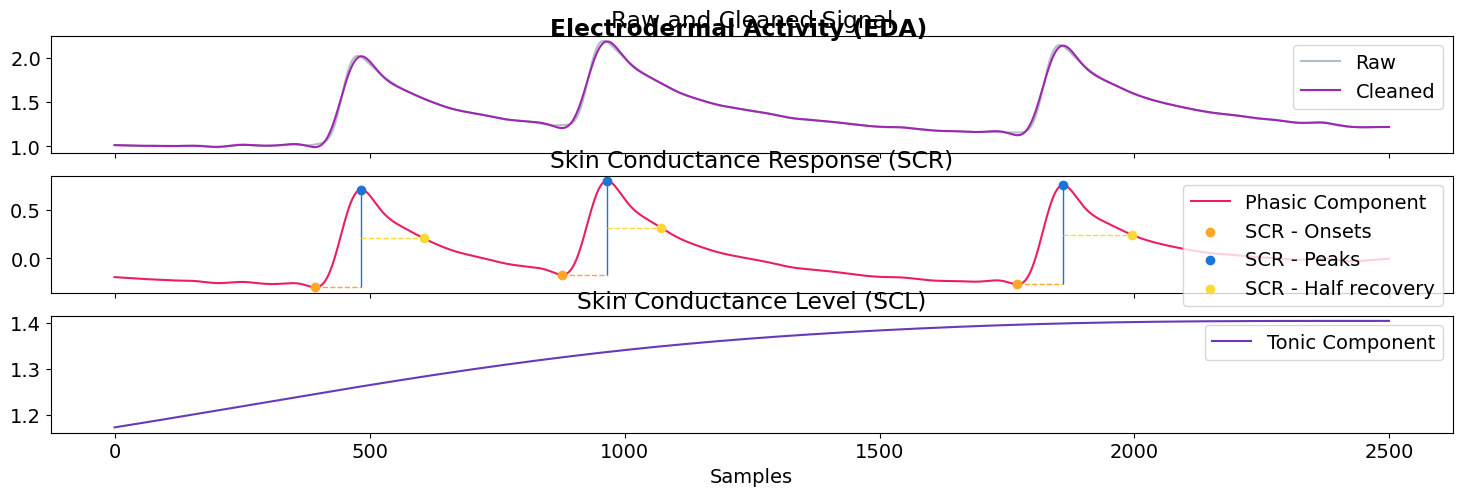 Raw and Cleaned Signal
Electrodermal Activity (EDA)
2.0
1.5
1.0
Raw
Cleaned
Skin Conductance Response (SCR)
0.5
0.0
Phasic Component
SCR - Onsets
SCR - Peaks
SCR - Half recovery
Skin Conductance Level (SCL)
1.4
1.3
1.2
Tonic Component
0 500 1000 1500 2000 2500
Samples